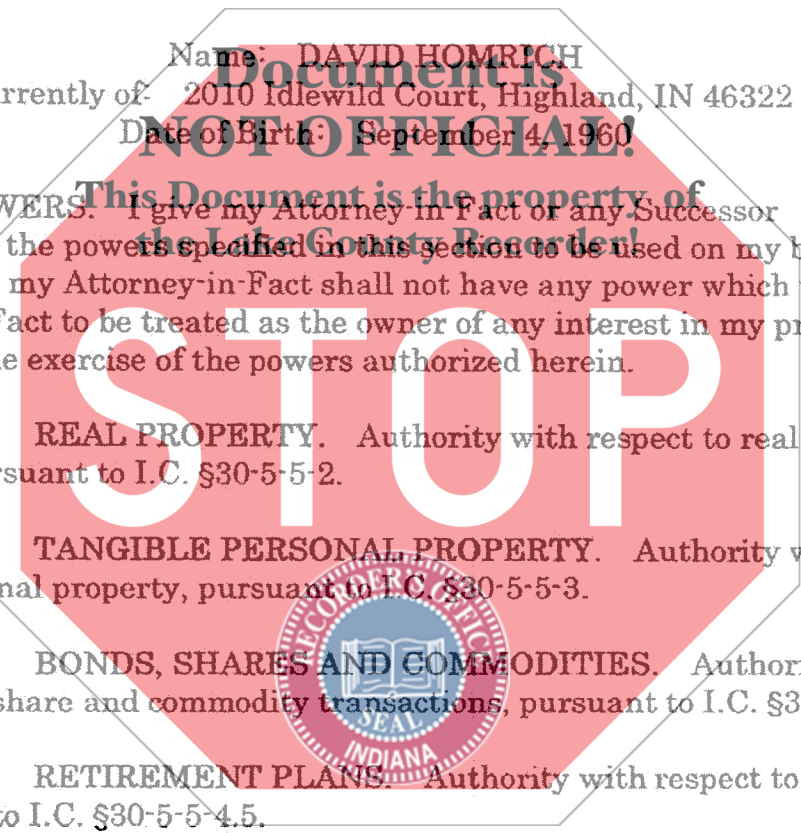 Name: DAVID HOMRICH
Document is
rrently of: 2010 Idlewild Court, Highland, IN 46322
Date of Birth: September 4, 1960
NOT OFFICIAL!
This Document is the property of
WERS. I give my Attorney-in-Fact or any Successor
the Lake County Recorder!
the powers specified in this section to be used on my b
my Attorney-in-Fact shall not have any power which
Fact to be treated as the owner of any interest in my pr
e exercise of the powers authorized herein.
STOP
REAL PROPERTY. Authority with respect to real
rsuant to I.C. §30-5-5-2.
TANGIBLE PERSONAL PROPERTY. Authority w
nal property, pursuant to I.C. §30-5-5-3.
RECORDER'S OFFICE
BONDS, SHARES AND COMMODITIES. Authori
share and commodity transactions, pursuant to I.C. §3
SEAL
INDIANA
RETIREMENT PLANS. Authority with respect to
to I.C. §30-5-5-4.5.